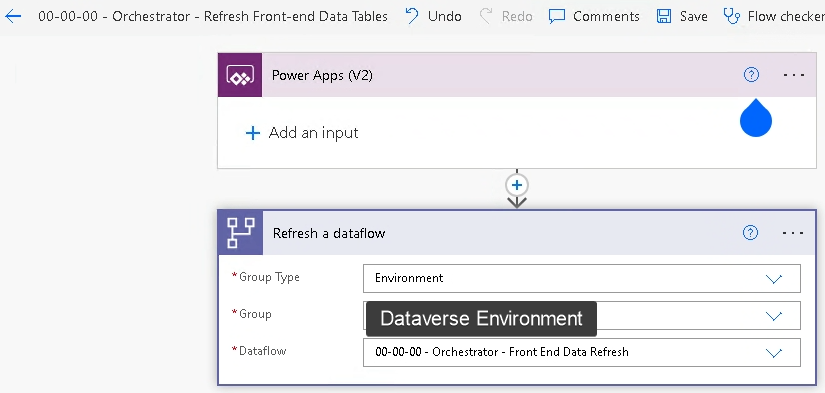 00-00-00 - Orchestrator - Refresh Front-end Data Tables Undo Redo Comments Save Flow checker
Power Apps (V2) ? ...
+ Add an input
+
Refresh a dataflow ? ...
* Group Type Environment
* Group Dataverse Environment
* Dataflow 00-00-00 - Orchestrator - Front End Data Refresh